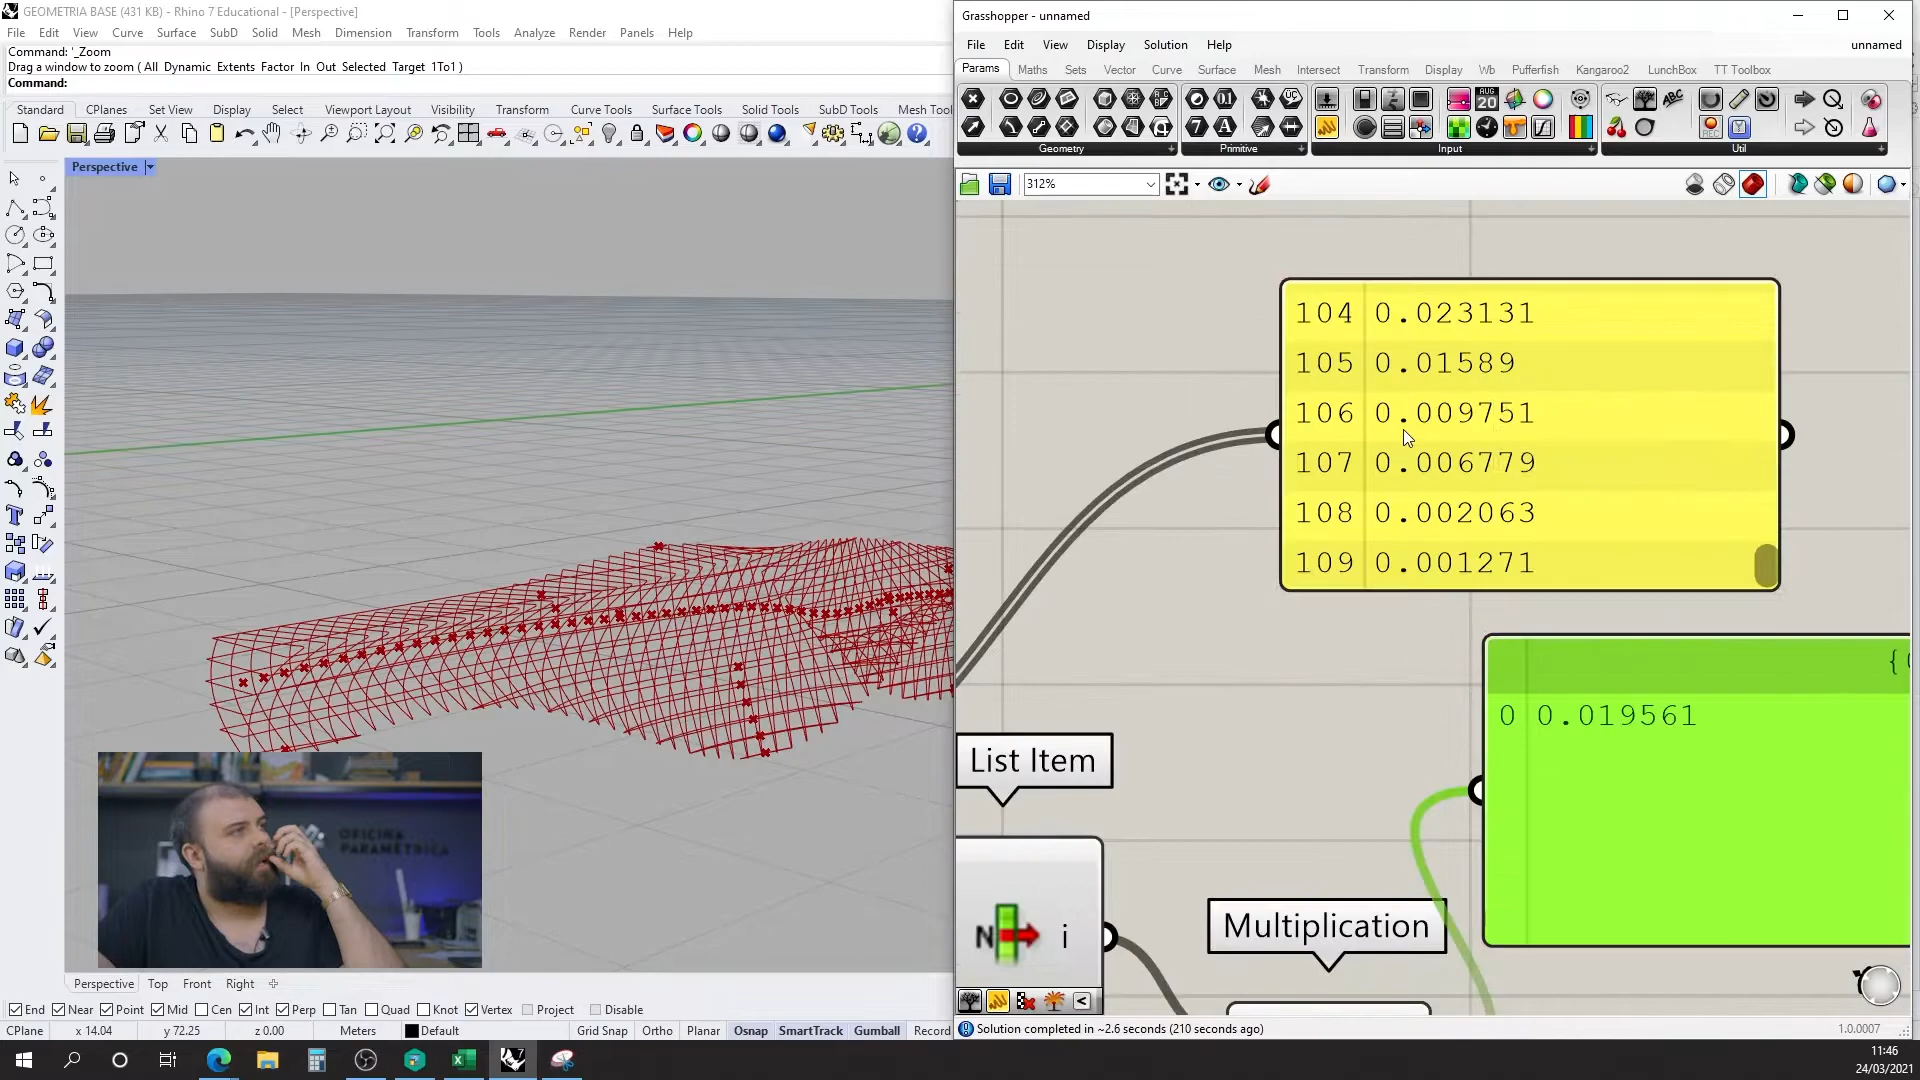 GEOMETRIA BASE (431 KB) - Rhino 7 Educational - [Perspective]
File Edit View Curve Surface SubD Solid Mesh Dimension Transform Tools Analyze Render Panels Help
Command: '_Zoom
Drag a window to zoom ( All Dynamic Extents Factor In Out Selected Target 1To1 )
Command:
Standard CPlanes Set View Display Select Viewport Layout Visibility Transform Curve Tools Surface Tools Solid Tools SubD Tools Mesh Tool
Perspective
OFICINA
PARAMÉTRICA
Perspective Top Front Right
End Near Point Mid Cen Int Perp Tan Quad Knot Vertex Project Disable
CPlane x 14.04 y 72.25 z 0.00 Meters Default Grid Snap Ortho Planar Osnap SmartTrack Gumball Record
Grasshopper - unnamed
File Edit View Display Solution Help unnamed
Params Maths Sets Vector Curve Surface Mesh Intersect Transform Display Wb Pufferfish Kangaroo2 LunchBox TT Toolbox
Geometry Primitive Input Util
312%
104 0.023131
105 0.01589
106 0.009751
107 0.006779
108 0.002063
109 0.001271
{0
0 0.019561
List Item
N i
Multiplication
Solution completed in ~2.6 seconds (210 seconds ago) 1.0.0007
11:46
24/03/2021